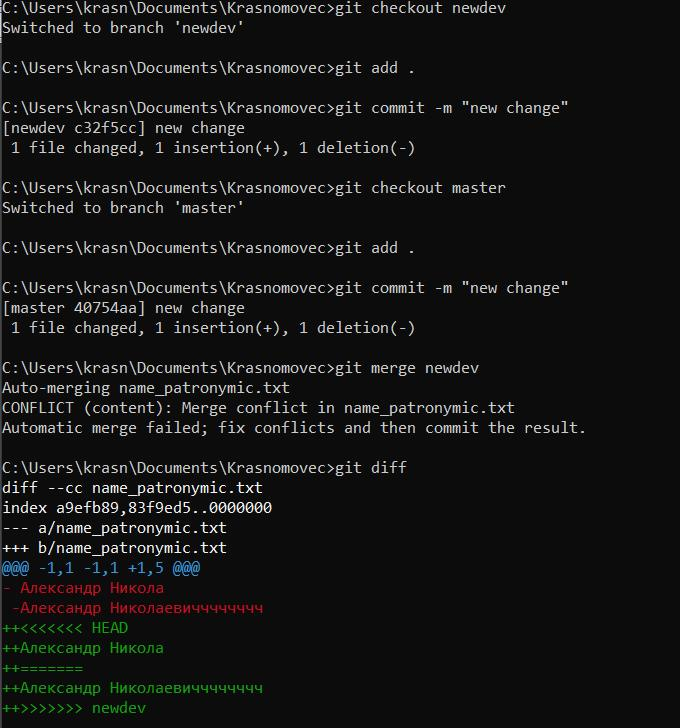 C:\Users\krasn\Documents\Krasnomovec>git checkout newdev
Switched to branch 'newdev'
C:\Users\krasn\Documents\Krasnomovec>git add .
C:\Users\krasn\Documents\Krasnomovec>git commit -m "new change"
[newdev c32f5cc] new change
1 file changed, 1 insertion(+), 1 deletion(-)
C:\Users\krasn\Documents\Krasnomovec>git checkout master
Switched to branch 'master'
C:\Users\krasn\Documents\Krasnomovec>git add .
C:\Users\krasn\Documents\Krasnomovec>git commit -m "new change"
[master 40754aa] new change
1 file changed, 1 insertion(+), 1 deletion(-)
C:\Users\krasn\Documents\Krasnomovec>git merge newdev
Auto-merging name_patronymic.txt
CONFLICT (content): Merge conflict in name_patronymic.txt
Automatic merge failed; fix conflicts and then commit the result.
C:\Users\krasn\Documents\Krasnomovec>git diff
diff --cc name_patronymic.txt
index a9efb89,83f9ed5..0000000
--- a/name_patronymic.txt
+++ b/name_patronymic.txt
@@@ -1,1 -1,1 +1,5 @@@
- Александр Никола
 -Александр Николаевичччччччч
++<<<<<<< HEAD
++Александр Никола
++=======
++Александр Николаевичччччччч
++>>>>>>> newdev